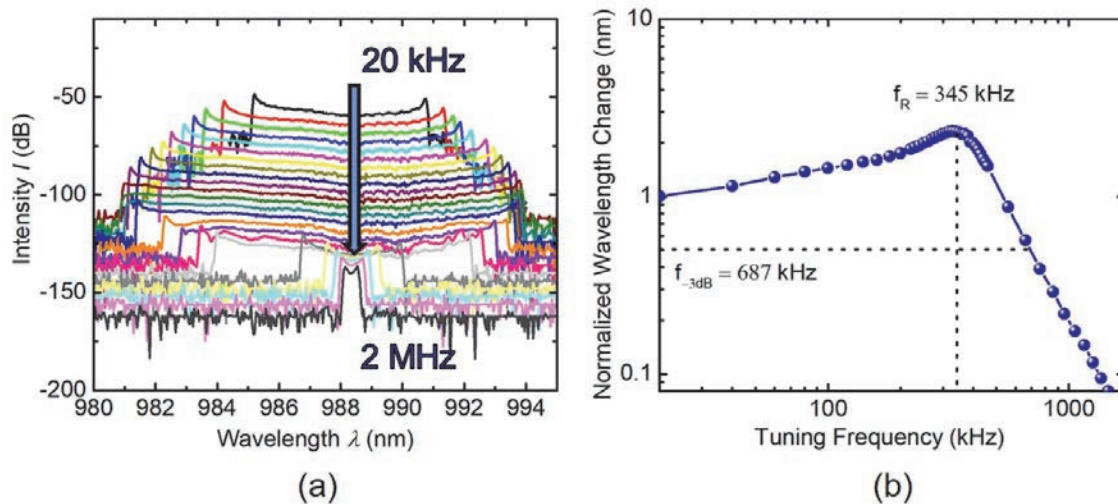 20 kHz
Intensity I (dB)
-50
-100
-150
-200
2 MHz
980 982 984 986 988 990 992 994
Wavelength λ (nm)
(a)
Normalized Wavelength Change (nm)
10
1
0.1
f_R = 345 kHz
f_-3dB = 687 kHz
100 1000
Tuning Frequency (kHz)
(b)